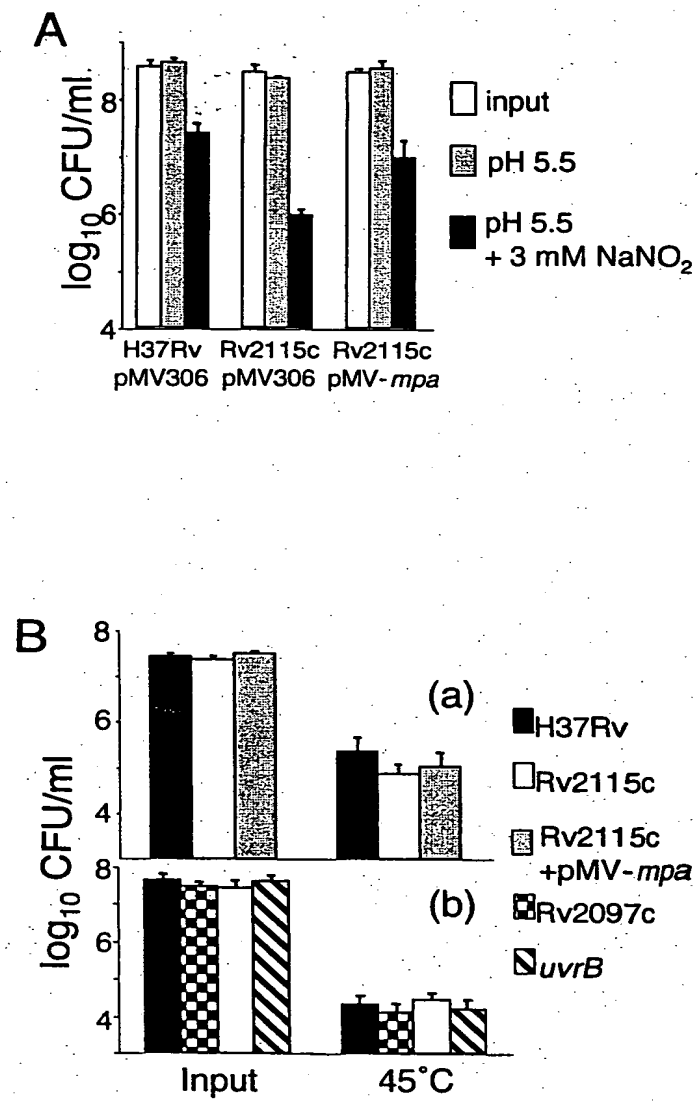 A
log10 CFU/ml.
8
6
4
input
pH 5.5
pH 5.5
+ 3 mM NaNO2
H37Rv
pMV306
Rv2115c
pMV306
Rv2115c
pMV-mpa
B
log10 CFU/ml
8
6
4
(a)
8
6
4
(b)
H37Rv
Rv2115c
Rv2115c
+pMV-mpa
Rv2097c
uvrB
Input
45°C